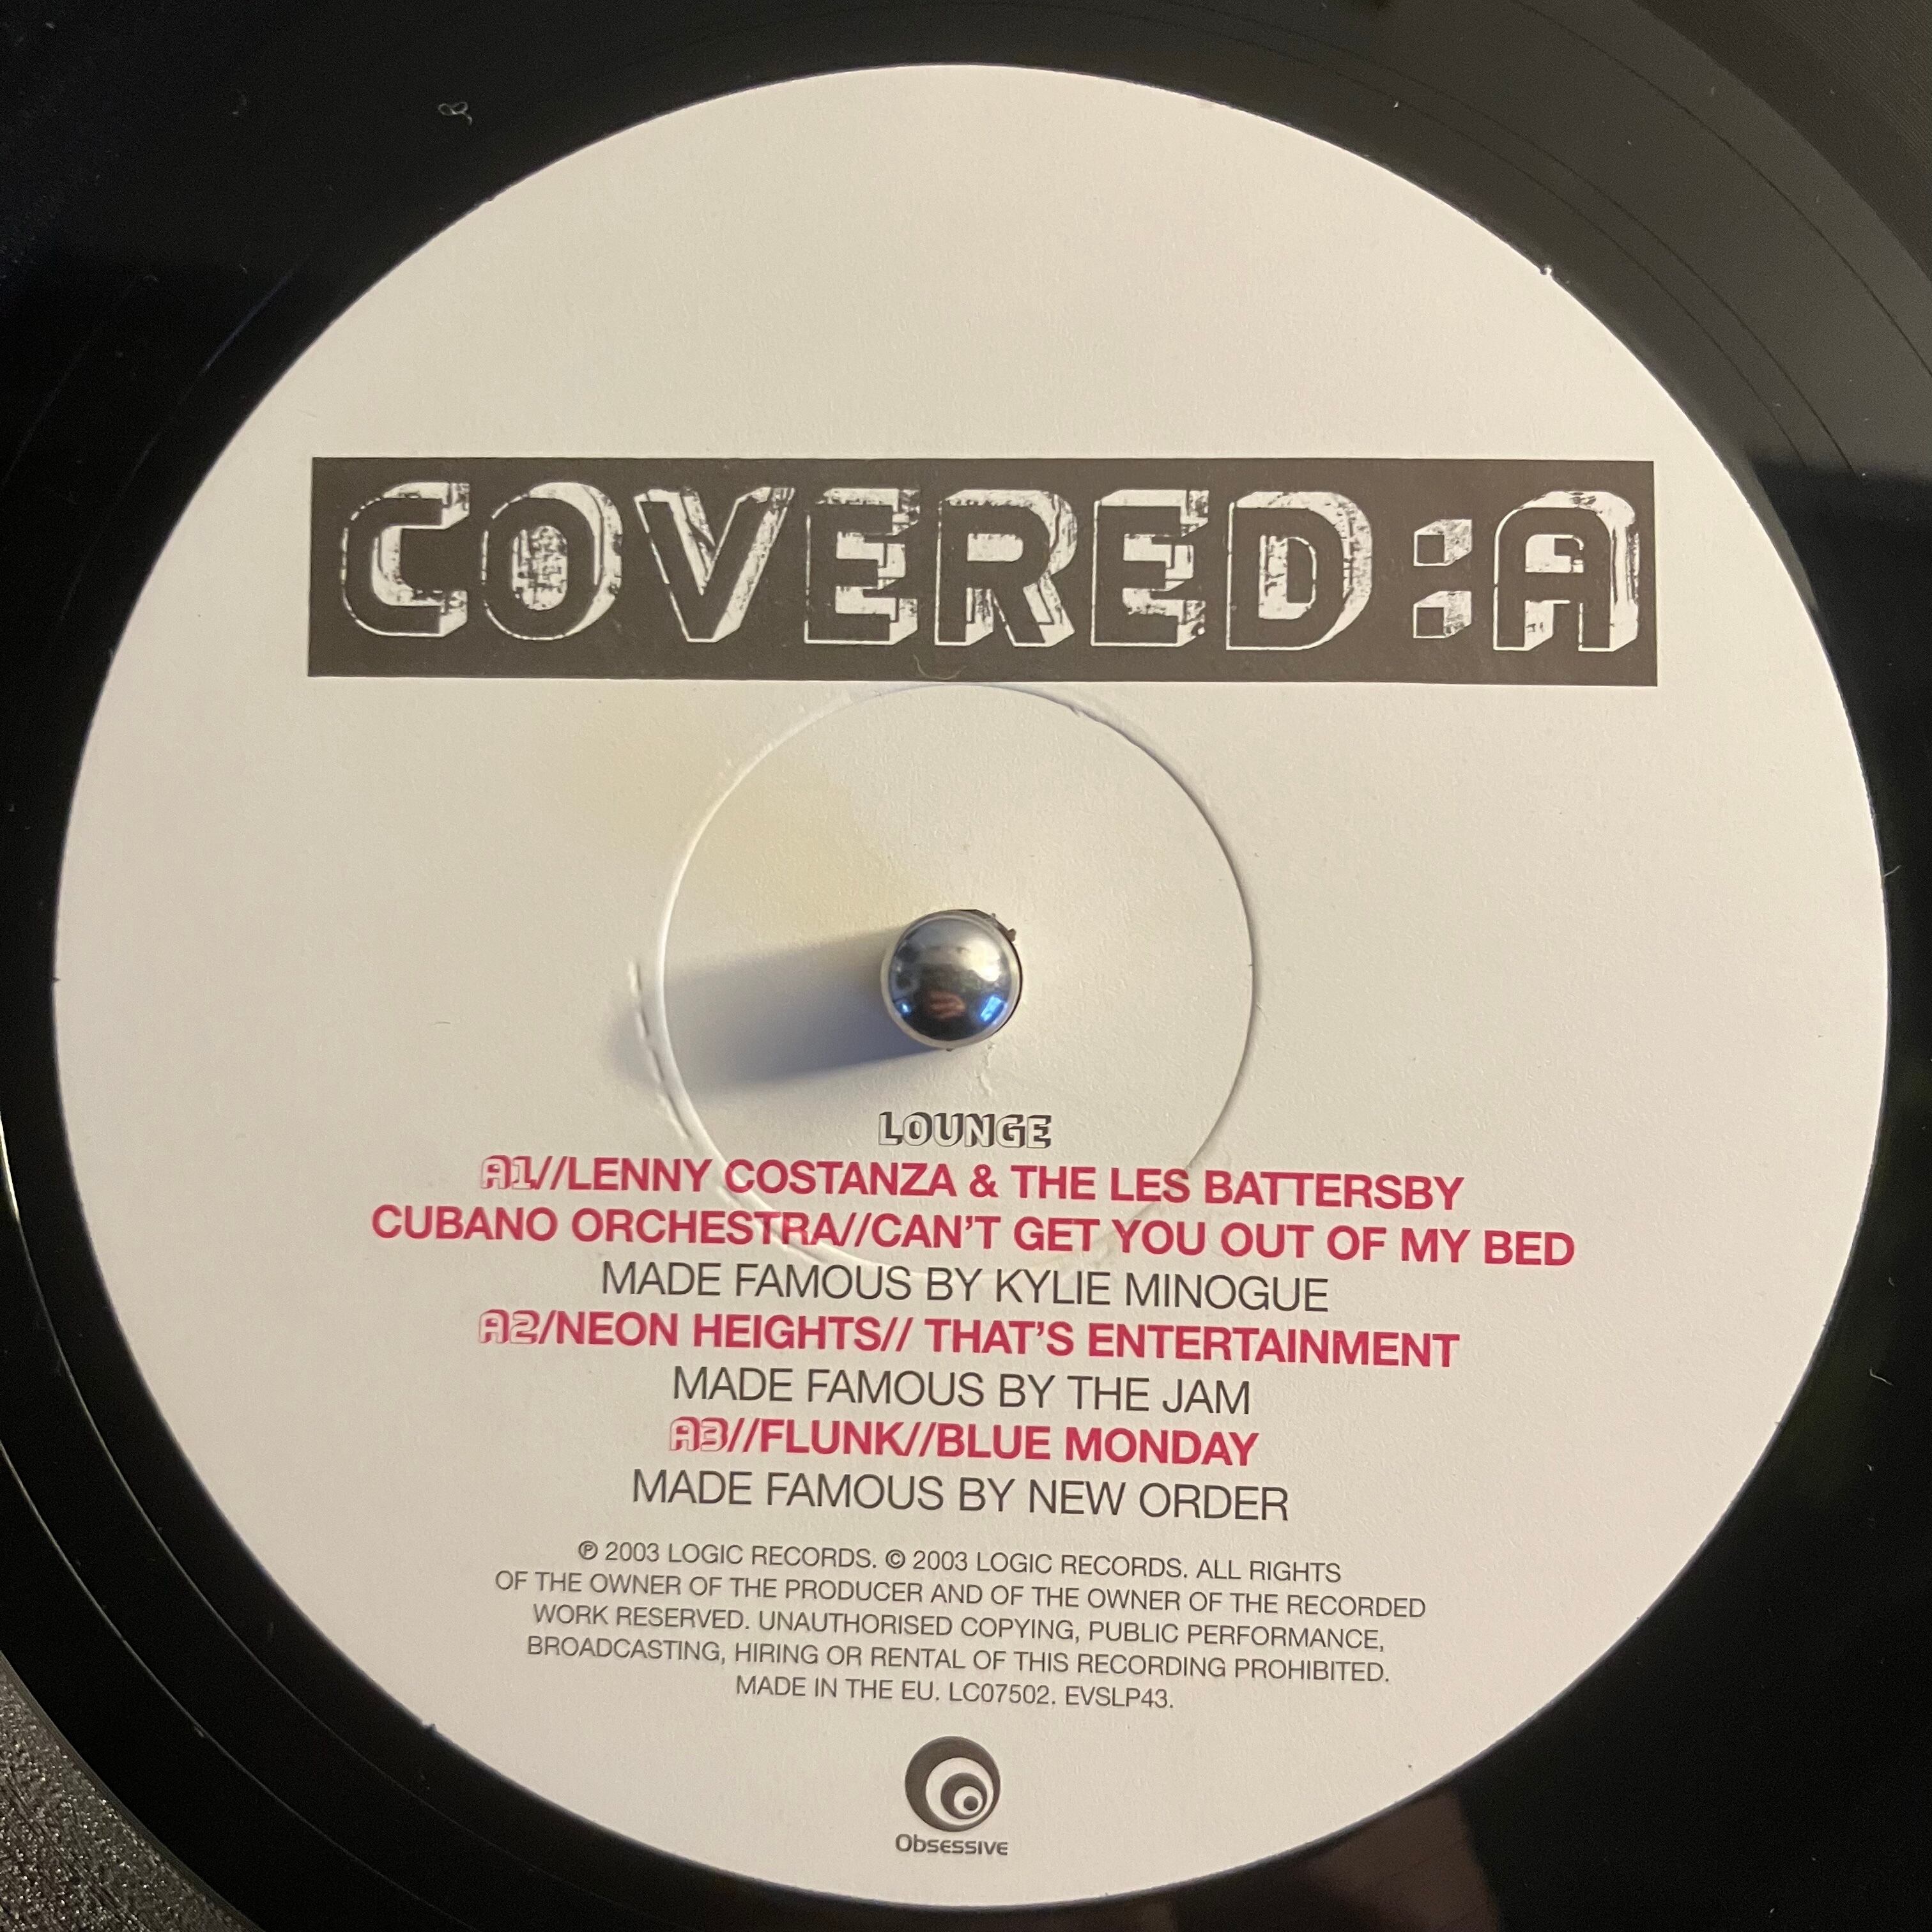 COVERED:A
LOUNGE
A1//LENNY COSTANZA & THE LES BATTERSBY
CUBANO ORCHESTRA//CAN'T GET YOU OUT OF MY BED
MADE FAMOUS BY KYLIE MINOGUE
A2/NEON HEIGHTS// THAT'S ENTERTAINMENT
MADE FAMOUS BY THE JAM
A3//FLUNK//BLUE MONDAY
MADE FAMOUS BY NEW ORDER
℗ 2003 LOGIC RECORDS. © 2003 LOGIC RECORDS. ALL RIGHTS
OF THE OWNER OF THE PRODUCER AND OF THE OWNER OF THE RECORDED
WORK RESERVED. UNAUTHORISED COPYING, PUBLIC PERFORMANCE,
BROADCASTING, HIRING OR RENTAL OF THIS RECORDING PROHIBITED.
MADE IN THE EU. LC07502. EVSLP43.
Obsessive